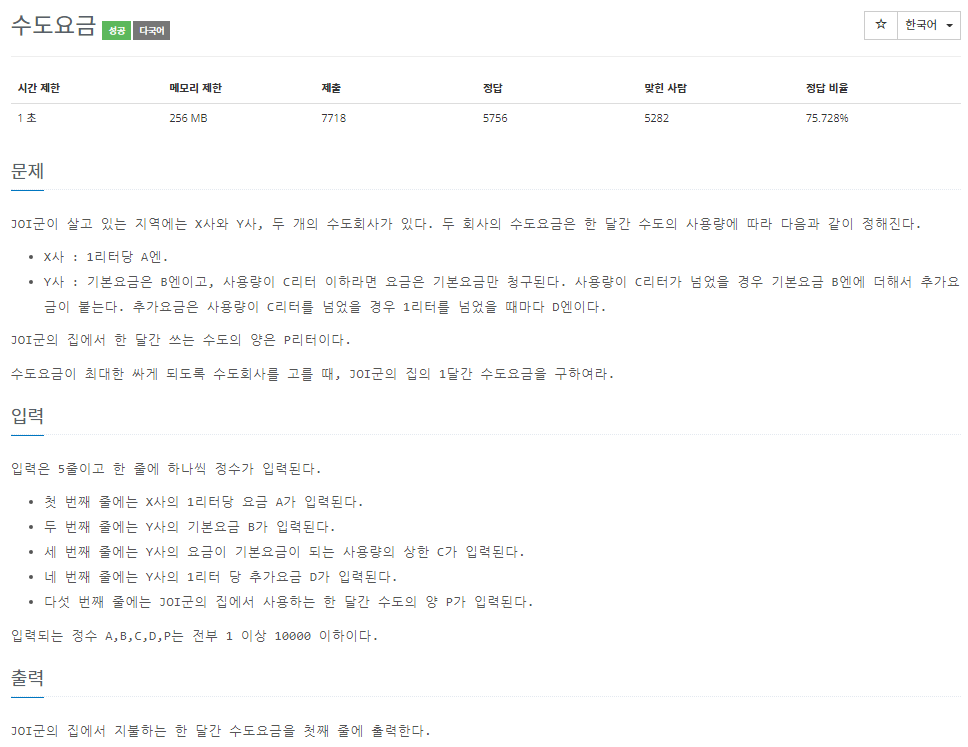 수도요금 성공 다국어
☆ 한국어
시간 제한 메모리 제한 제출 정답 맞힌 사람 정답 비율
1 초 256 MB 7718 5756 5282 75.728%
문제
JOI군이 살고 있는 지역에는 X사와 Y사, 두 개의 수도회사가 있다. 두 회사의 수도요금은 한 달간 수도의 사용량에 따라 다음과 같이 정해진다.
• X사 : 1리터당 A엔.
• Y사 : 기본요금은 B엔이고, 사용량이 C리터 이하라면 요금은 기본요금만 청구된다. 사용량이 C리터가 넘었을 경우 기본요금 B엔에 더해서 추가요
금이 붙는다. 추가요금은 사용량이 C리터를 넘었을 경우 1리터를 넘었을 때마다 D엔이다.
JOI군의 집에서 한 달간 쓰는 수도의 양은 P리터이다.
수도요금이 최대한 싸게 되도록 수도회사를 고를 때, JOI군의 집의 1달간 수도요금을 구하여라.
입력
입력은 5줄이고 한 줄에 하나씩 정수가 입력된다.
• 첫 번째 줄에는 X사의 1리터당 요금 A가 입력된다.
• 두 번째 줄에는 Y사의 기본요금 B가 입력된다.
• 세 번째 줄에는 Y사의 요금이 기본요금이 되는 사용량의 상한 C가 입력된다.
• 네 번째 줄에는 Y사의 1리터 당 추가요금 D가 입력된다.
• 다섯 번째 줄에는 JOI군의 집에서 사용하는 한 달간 수도의 양 P가 입력된다.
입력되는 정수 A,B,C,D,P는 전부 1 이상 10000 이하이다.
출력
JOI군의 집에서 지불하는 한 달간 수도요금을 첫째 줄에 출력한다.